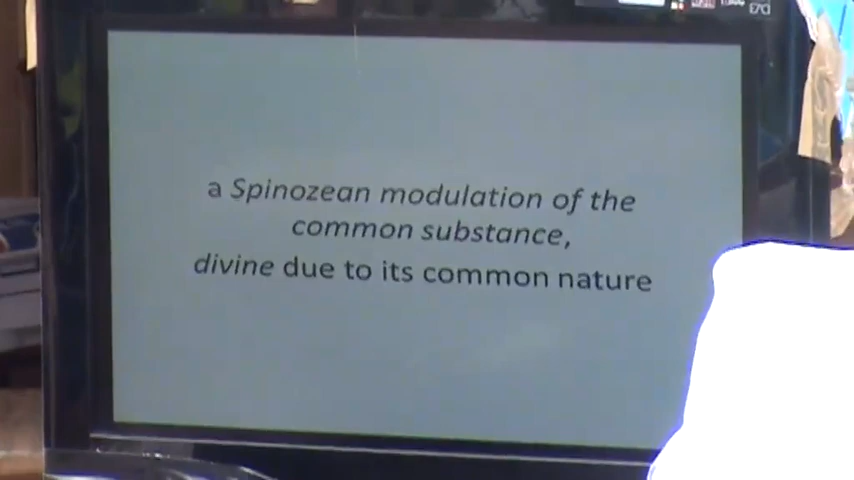 a Spinozean modulation of the
common substance,
divine due to its common nature